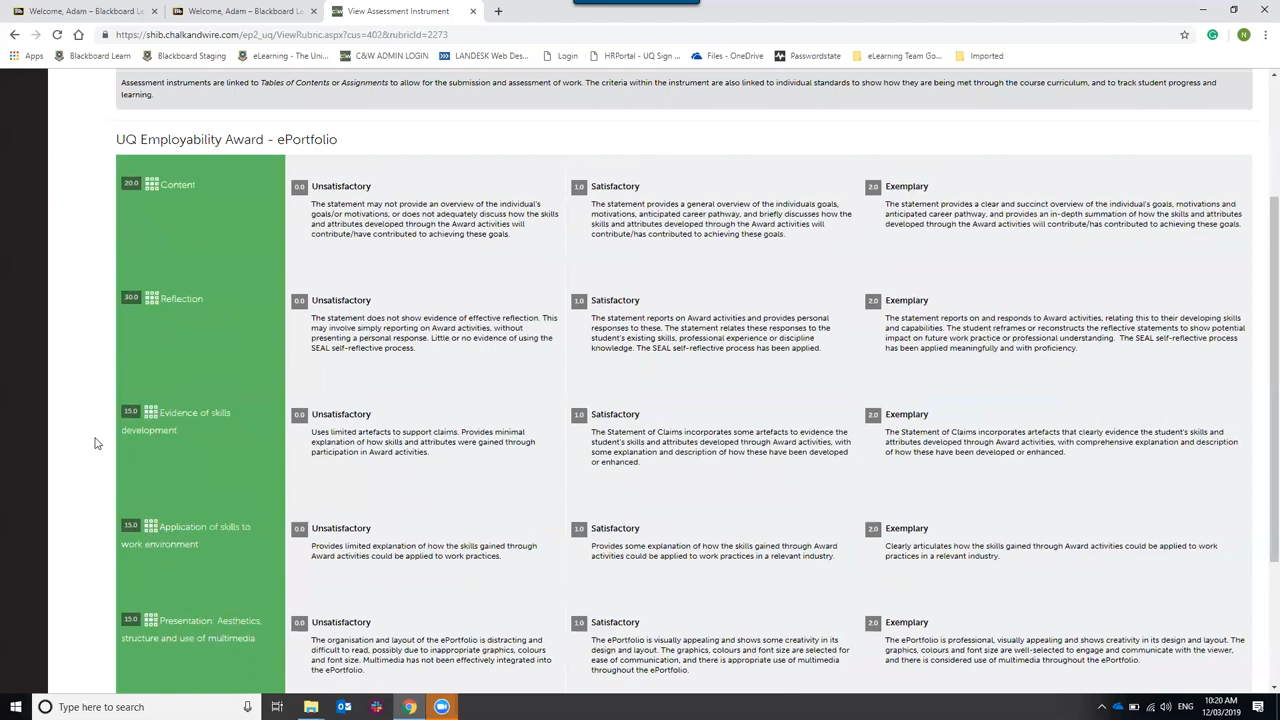 Welcome, Adam – Blackboard Le
Welcome, Adam – Blackboard Le
View Assessment Instrument
https://shib.chalkandwire.com/ep2_uq/ViewRubric.aspx?cus=402&rubricId=2273
Apps
Blackboard Learn
Blackboard Staging
eLearning - The Uni...
C&W ADMIN LOGIN
LANDESK Web Des...
Login
HRPortal - UQ Sign ...
Files - OneDrive
Passwordstate
eLearning Team Go...
Imported
Assessment instruments are linked to Tables of Contents or Assignments to allow for the submission and assessment of work. The criteria within the instrument are also linked to individual standards to show how they are being met through the course curriculum, and to track student progress and
learning.
UQ Employability Award - ePortfolio
20.0 Content
0.0 Unsatisfactory
The statement may not provide an overview of the individual's
goals/or motivations, or does not adequately discuss how the skills
and attributes developed through the Award activities will
contribute/have contributed to achieving these goals.
1.0 Satisfactory
The statement provides a general overview of the individuals goals,
motivations, anticipated career pathway, and briefly discusses how the
skills and attributes developed through the Award activities will
contribute/has contributed to achieving these goals.
2.0 Exemplary
The statement provides a clear and succinct overview of the individual's goals, motivations and
anticipated career pathway, and provides an in-depth summation of how the skills and attributes
developed through the Award activities will contribute/has contributed to achieving these goals.
30.0 Reflection
0.0 Unsatisfactory
The statement does not show evidence of effective reflection. This
may involve simply reporting on Award activities, without
presenting a personal response. Little or no evidence of using the
SEAL self-reflective process.
1.0 Satisfactory
The statement reports on Award activities and provides personal
responses to these. The statement relates these responses to the
student's existing skills, professional experience or discipline
knowledge. The SEAL self-reflective process has been applied.
2.0 Exemplary
The statement reports on and responds to Award activities, relating this to their developing skills
and capabilities. The student reframes or reconstructs the reflective statements to show potential
impact on future work practice or professional understanding. The SEAL self-reflective process
has been applied meaningfully and with proficiency.
15.0 Evidence of skills
development
0.0 Unsatisfactory
Uses limited artefacts to support claims. Provides minimal
explanation of how skills and attributes were gained through
participation in Award activities.
1.0 Satisfactory
The Statement of Claims incorporates some artefacts to evidence the
student's skills and attributes developed through Award activities, with
some explanation and description of how these have been developed
or enhanced.
2.0 Exemplary
The Statement of Claims incorporates artefacts that clearly evidence the student's skills and
attributes developed through Award activities, with comprehensive explanation and description
of how these have been developed or enhanced.
15.0 Application of skills to
work environment
0.0 Unsatisfactory
Provides limited explanation of how the skills gained through
Award activities could be applied to work practices.
1.0 Satisfactory
Provides some explanation of how the skills gained through Award
activities could be applied to work practices in a relevant industry.
2.0 Exemplary
Clearly articulates how the skills gained through Award activities could be applied to work
practices in a relevant industry.
15.0 Presentation: Aesthetics,
structure and use of multimedia
0.0 Unsatisfactory
The organisation and layout of the ePortfolio is distracting and
difficult to read, possibly due to inappropriate graphics, colours
and font size. Multimedia has not been effectively integrated into
the ePortfolio.
1.0 Satisfactory
The ePortfolio is visually appealing and shows some creativity in its
design and layout. The graphics, colours and font size are selected for
ease of communication, and there is appropriate use of multimedia
throughout the ePortfolio.
2.0 Exemplary
The ePortfolio is professional, visually appealing and shows creativity in its design and layout. The
graphics, colours and font size are well-selected to engage and communicate with the viewer,
and there is considered use of multimedia throughout the ePortfolio.
Type here to search
ENG
10:20 AM
12/03/2019